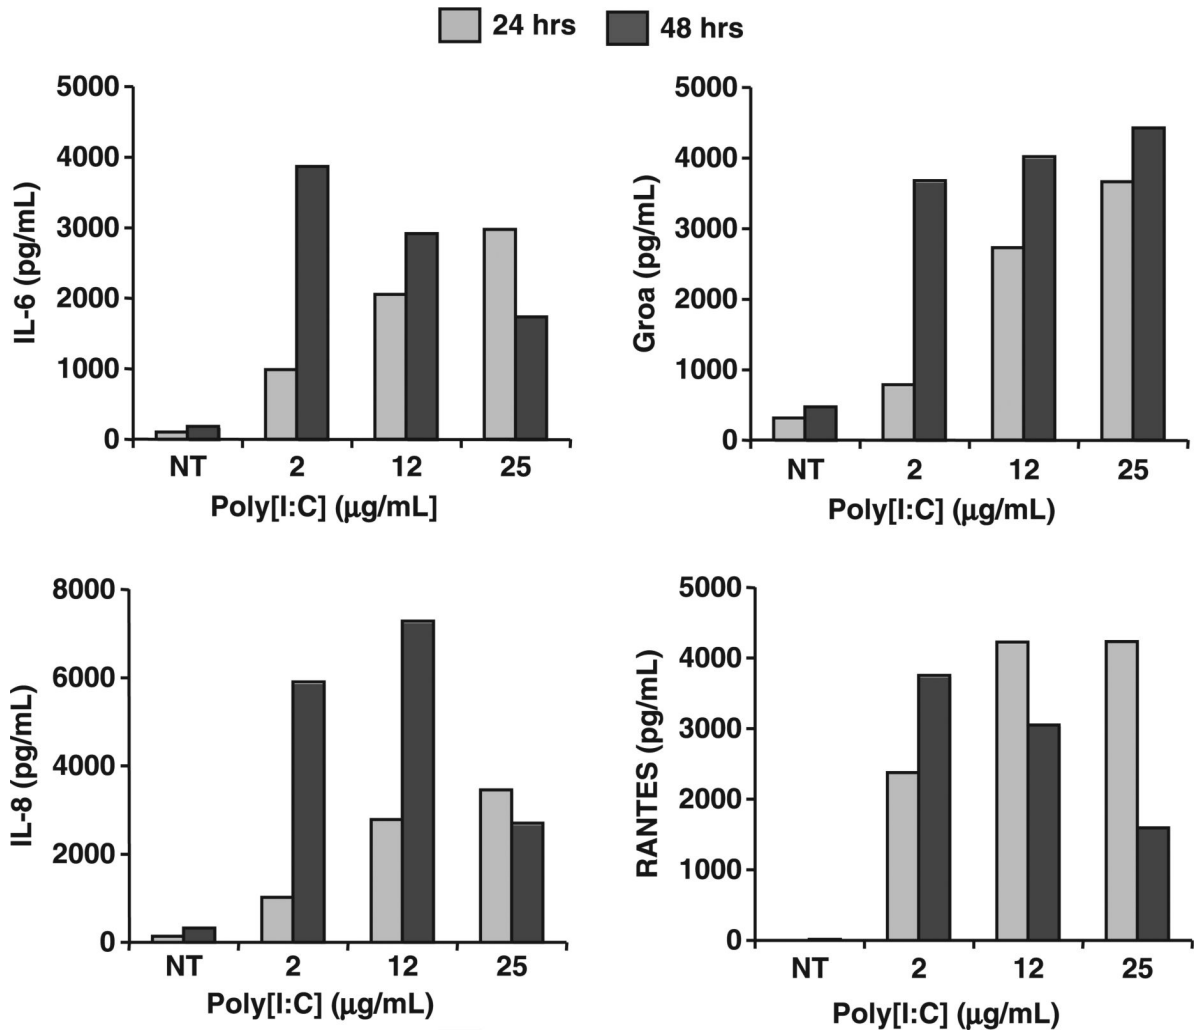 24 hrs 48 hrs
5000
4000
3000
2000
1000
0
IL-6 (pg/mL)
NT 2 12 25
Poly[I:C] (µg/mL]
5000
4000
3000
2000
1000
0
Groa (pg/mL)
NT 2 12 25
Poly[I:C] (µg/mL)
8000
6000
4000
2000
0
IL-8 (pg/mL)
NT 2 12 25
Poly[I:C] (µg/mL)
5000
4000
3000
2000
1000
0
RANTES (pg/mL)
NT 2 12 25
Poly[I:C] (µg/mL)